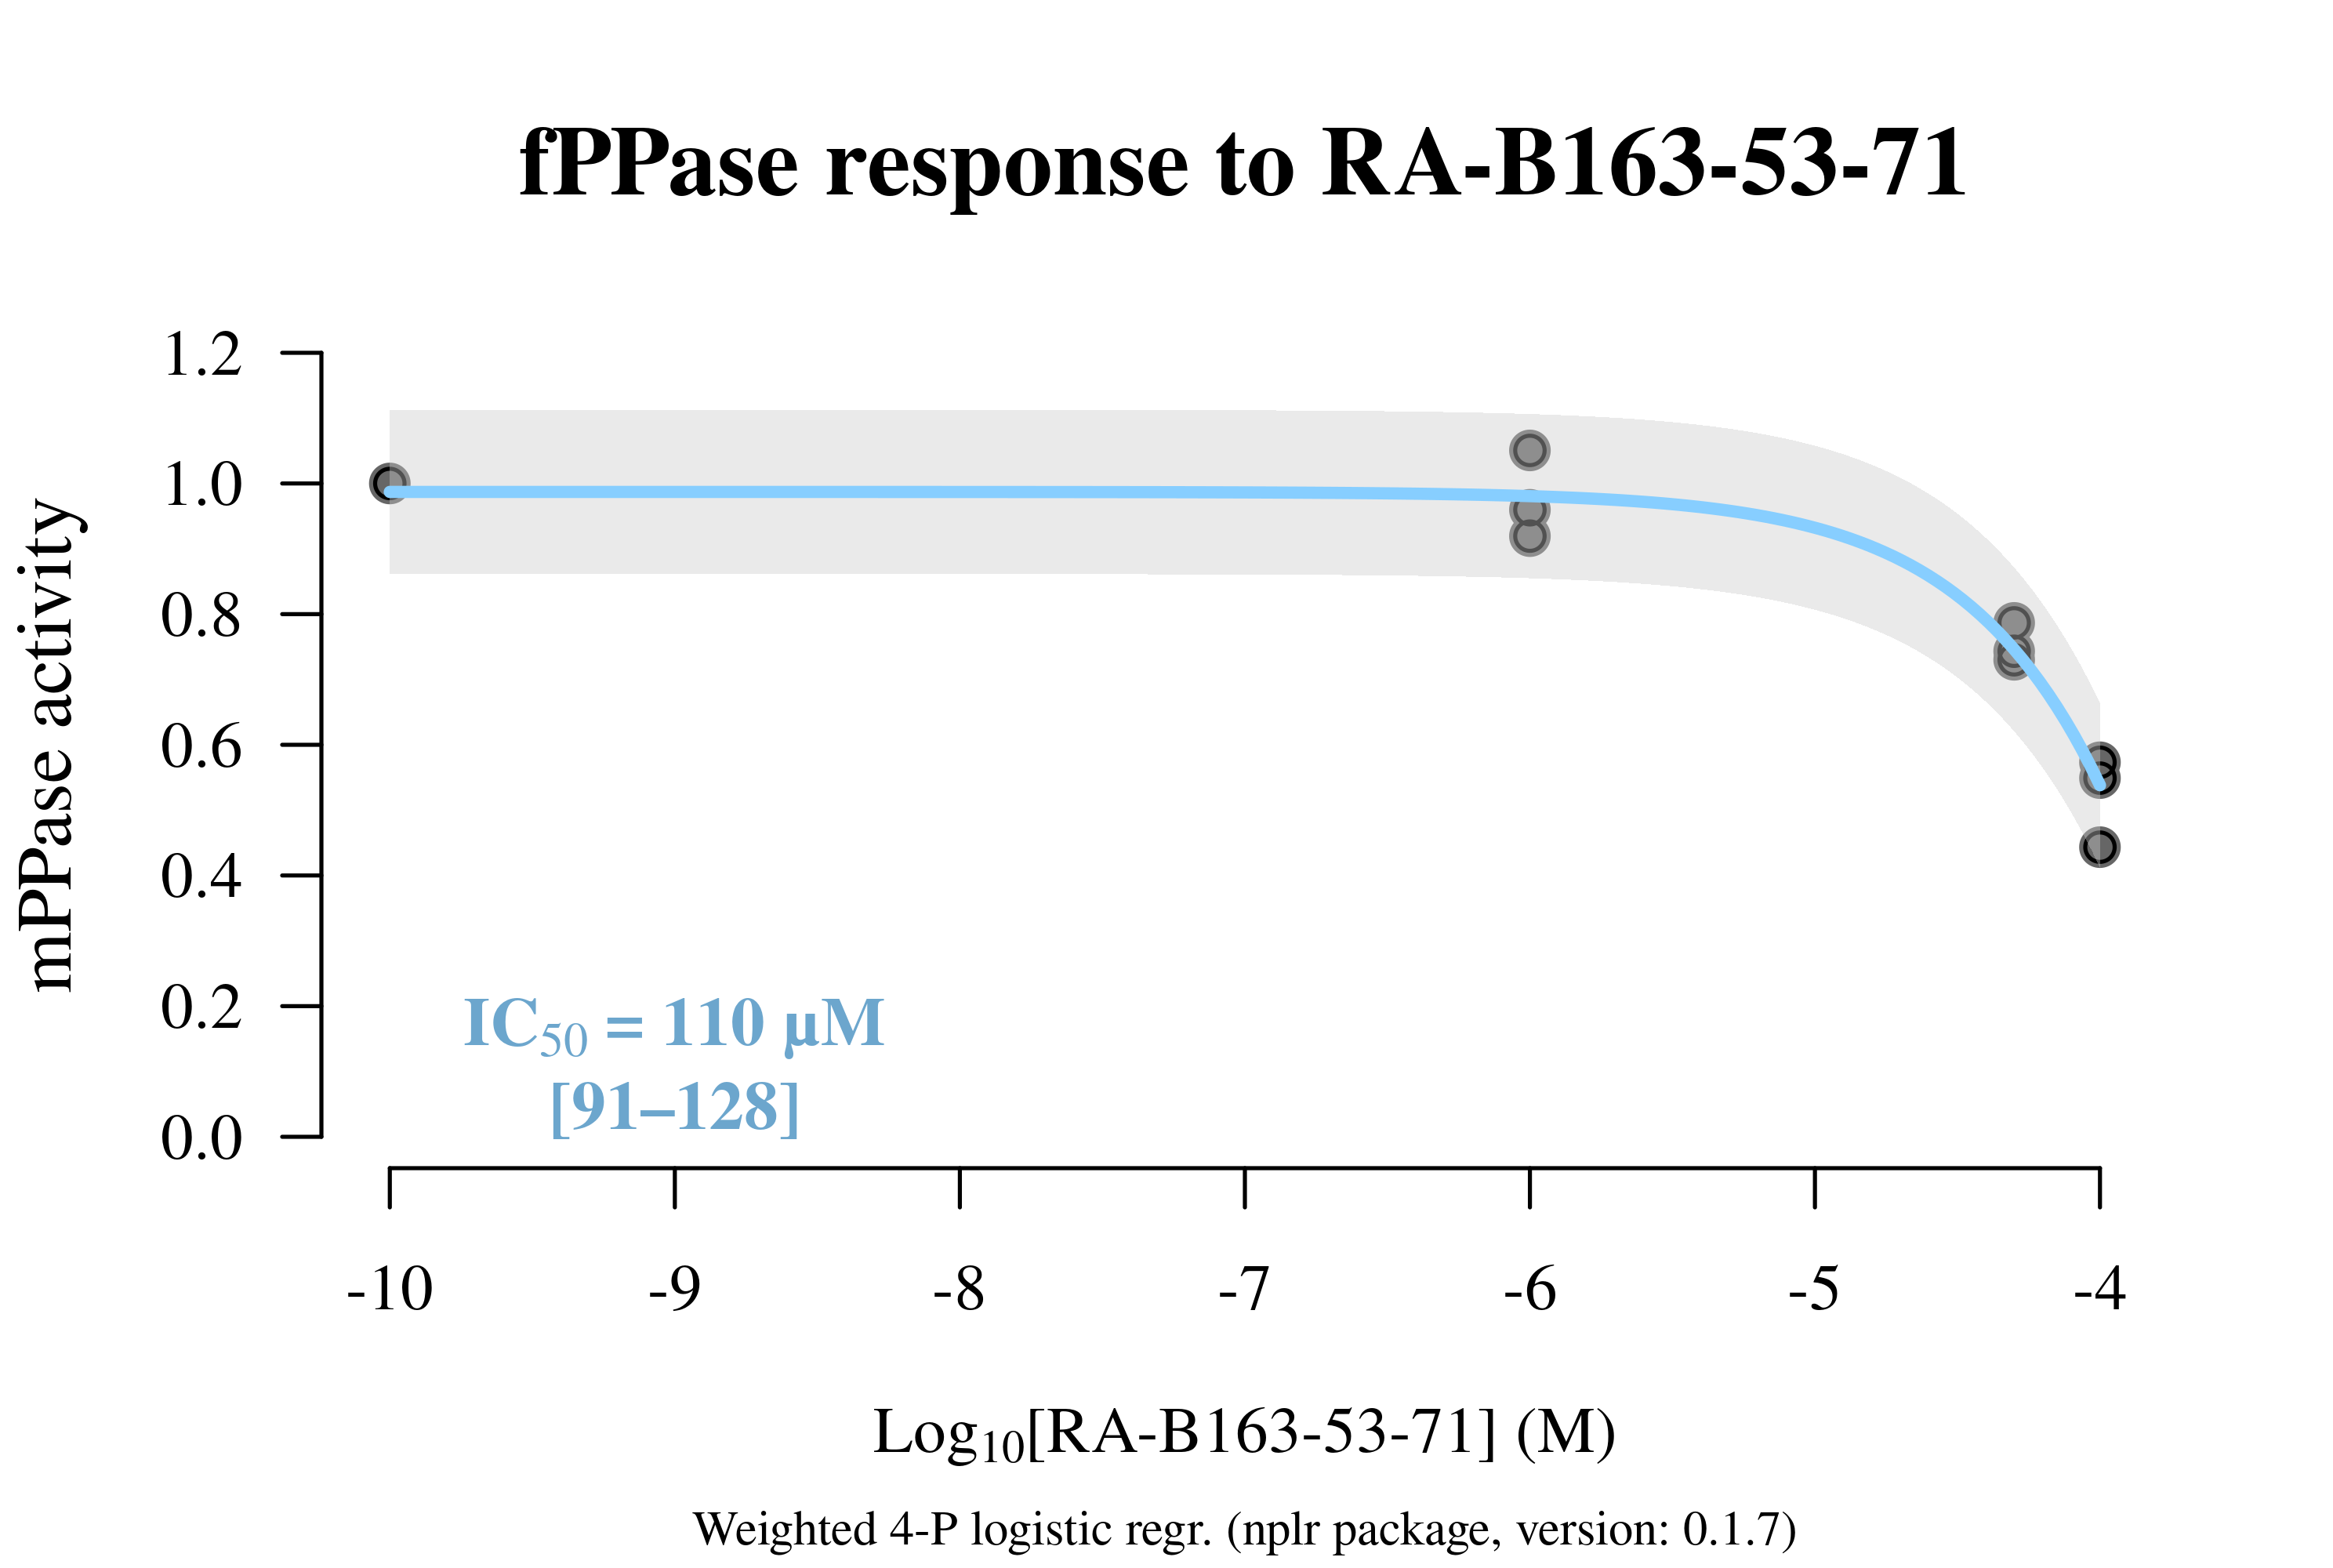 fPPase response to RA-B163-53-71
mPPase activity
1.2
1.0
0.8
0.6
0.4
0.2
0.0
IC50 = 110 µM
[91–128]
-10 -9 -8 -7 -6 -5 -4
Log10[RA-B163-53-71] (M)
Weighted 4-P logistic regr. (nplr package, version: 0.1.7)